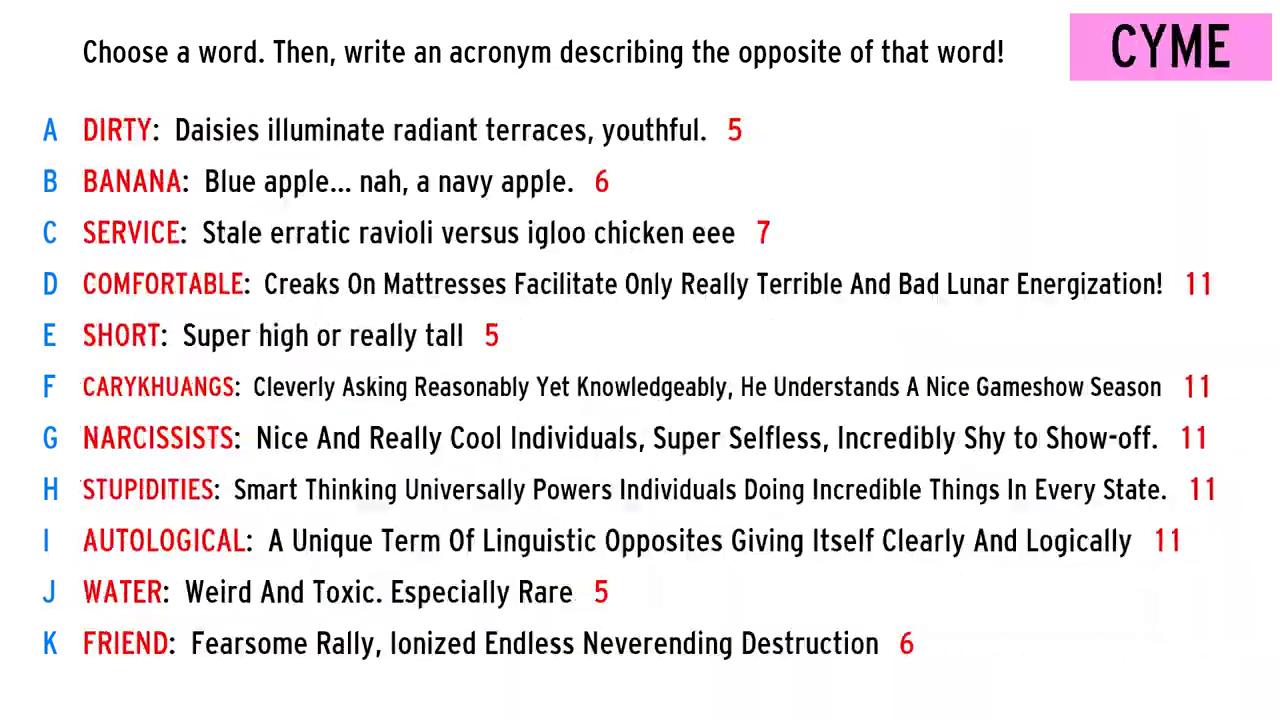 Choose a word. Then, write an acronym describing the opposite of that word!
CYME
A DIRTY: Daisies illuminate radiant terraces, youthful. 5
B BANANA: Blue apple... nah, a navy apple. 6
C SERVICE: Stale erratic ravioli versus igloo chicken eee 7
D COMFORTABLE: Creaks On Mattresses Facilitate Only Really Terrible And Bad Lunar Energization! 11
E SHORT: Super high or really tall 5
F CARYKHUANGS: Cleverly Asking Reasonably Yet Knowledgeably, He Understands A Nice Gameshow Season 11
G NARCISSISTS: Nice And Really Cool Individuals, Super Selfless, Incredibly Shy to Show-off. 11
H STUPIDITIES: Smart Thinking Universally Powers Individuals Doing Incredible Things In Every State. 11
I AUTOLOGICAL: A Unique Term Of Linguistic Opposites Giving Itself Clearly And Logically 11
J WATER: Weird And Toxic. Especially Rare 5
K FRIEND: Fearsome Rally, Ionized Endless Neverending Destruction 6